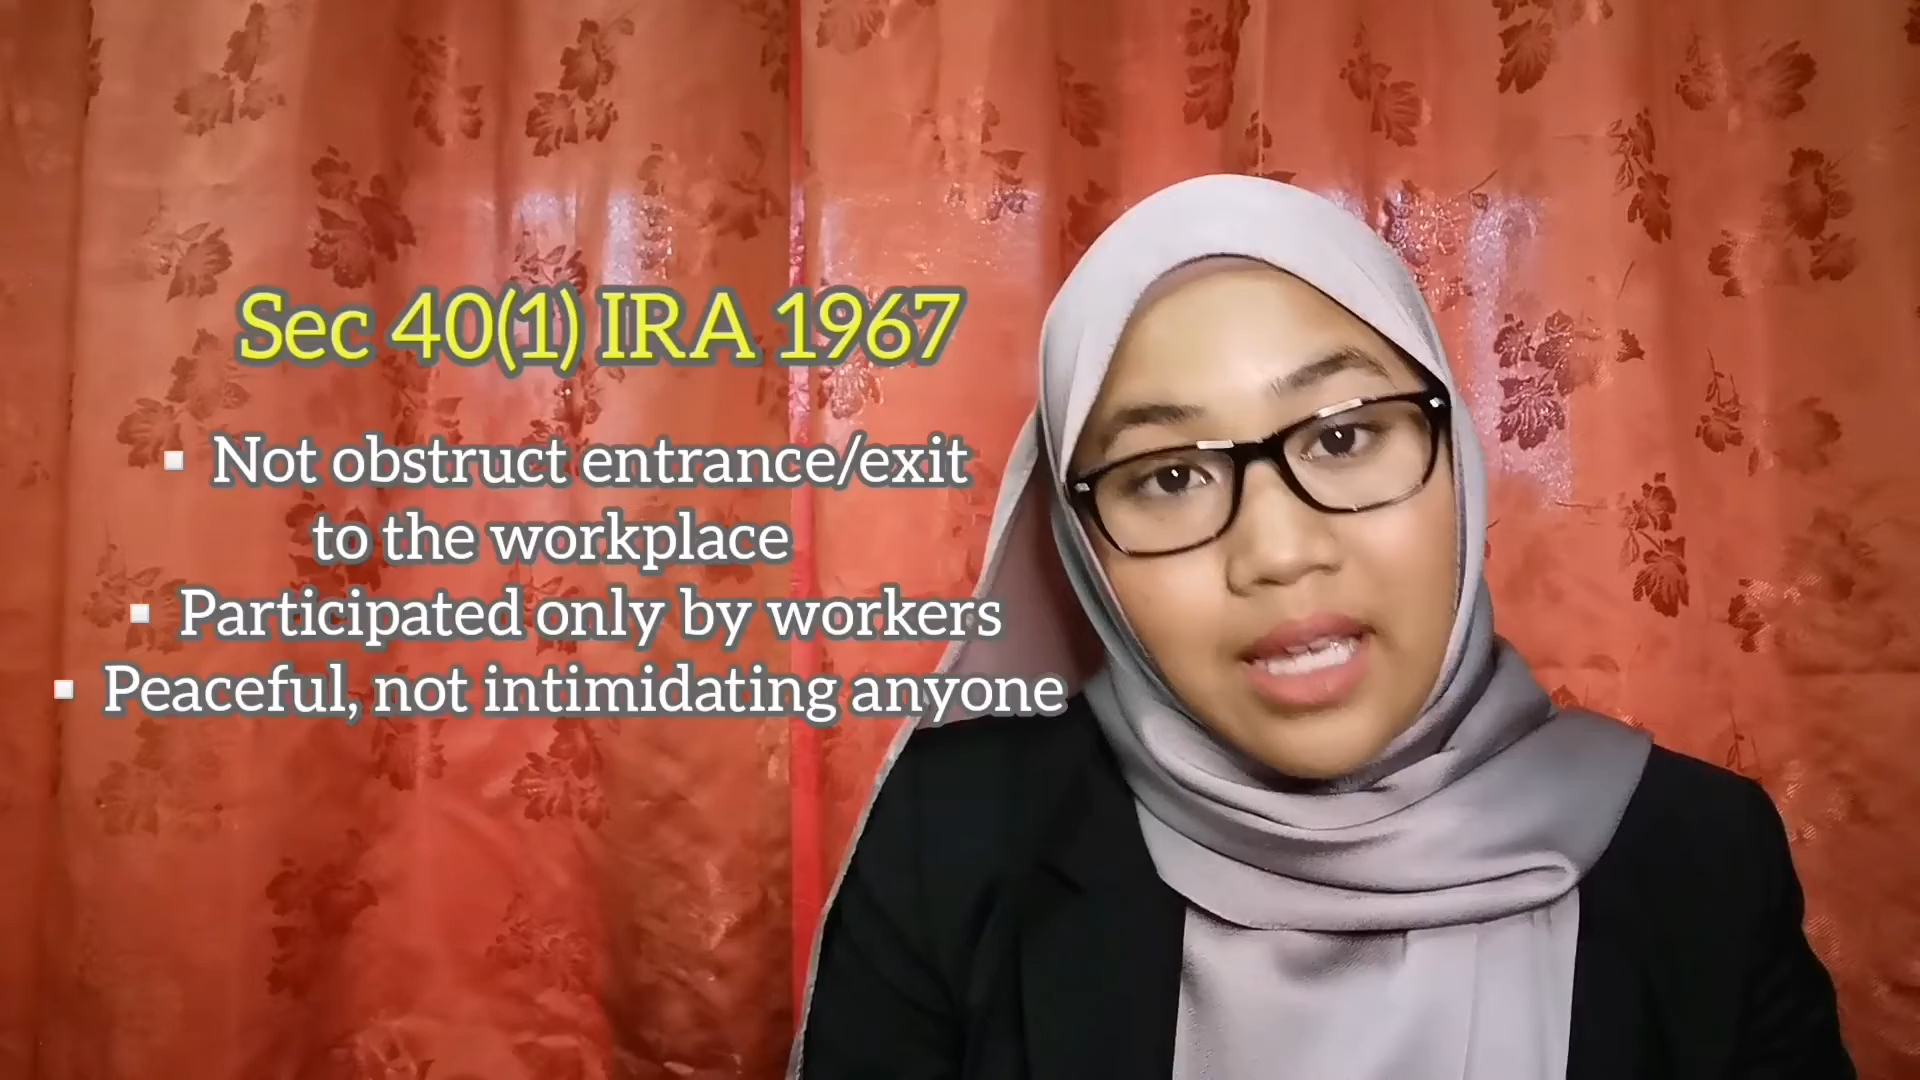 Sec 40(1) IRA 1967
▫ Not obstruct entrance/exit
to the workplace
▫ Participated only by workers
▫ Peaceful, not intimidating anyone